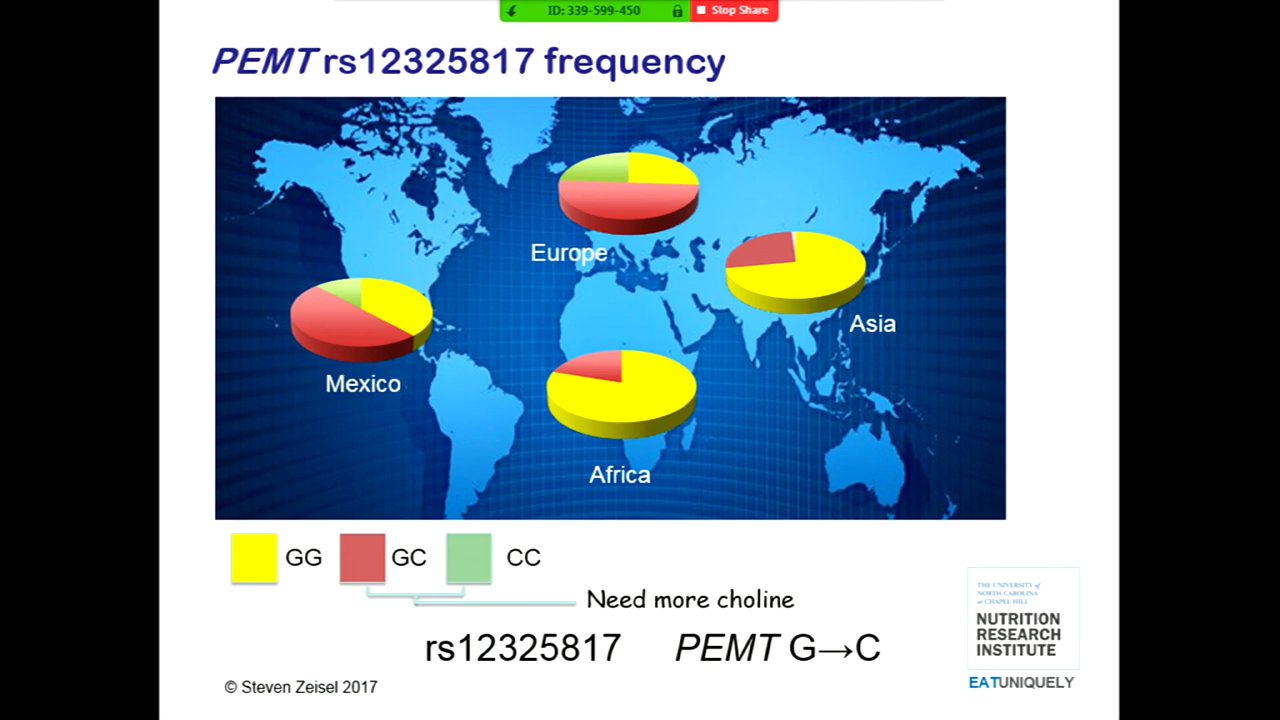 ID: 339-599-450
Stop Share
PEMT rs12325817 frequency
Europe
Asia
Mexico
Africa
GG
GC
CC
Need more choline
rs12325817 PEMT G→C
THE UNIVERSITY of
NORTH CAROLINA
at CHAPEL HILL
NUTRITION
RESEARCH
INSTITUTE
EATUNIQUELY
© Steven Zeisel 2017